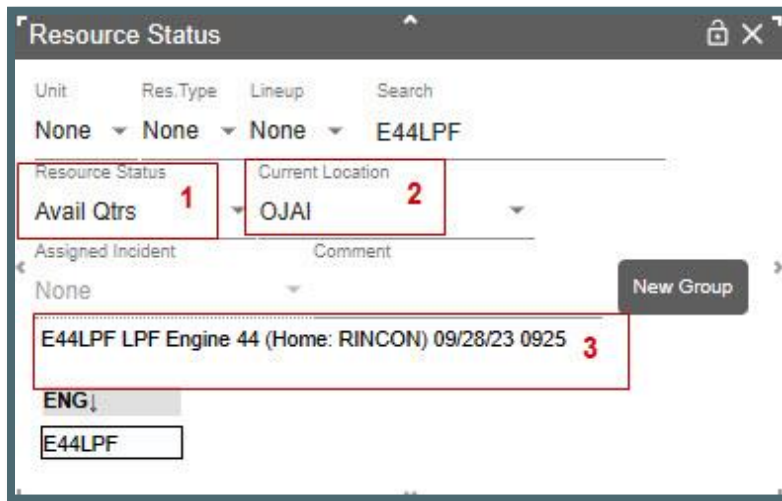 Resource Status
Unit Res.Type Lineup Search
None None None E44LPF
Resource Status Current Location
Avail Qtrs 1 OJAI 2
Assigned Incident Comment
None New Group
E44LPF LPF Engine 44 (Home: RINCON) 09/28/23 0925 3
ENG↓
E44LPF